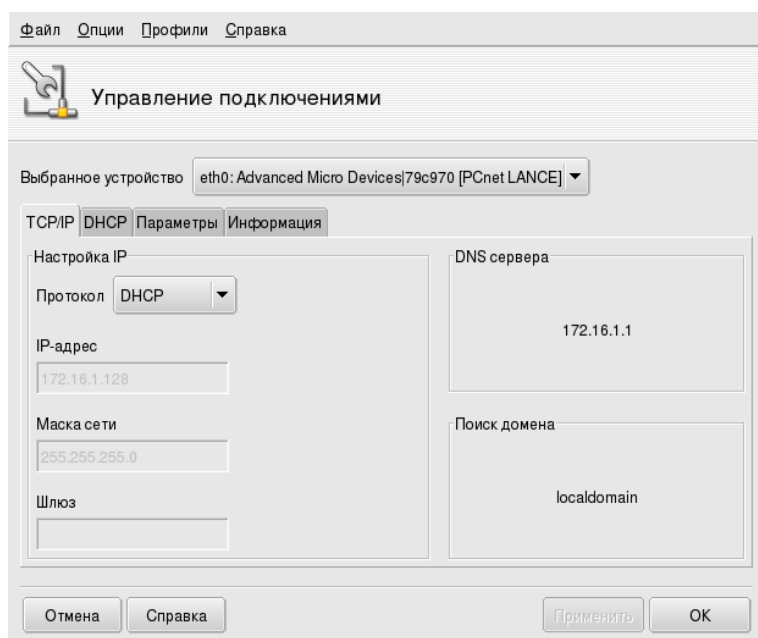 Файл Опции Профили Справка
Управление подключениями
Выбранное устройство eth0: Advanced Micro Devices|79c970 [PCnet LANCE]
TCP/IP DHCP Параметры Информация
Настройка IP
Протокол DHCP
IP-адрес
172.16.1.128
Маска сети
255.255.255.0
Шлюз
DNS сервера
172.16.1.1
Поиск домена
localdomain
Отмена Справка Применить OK